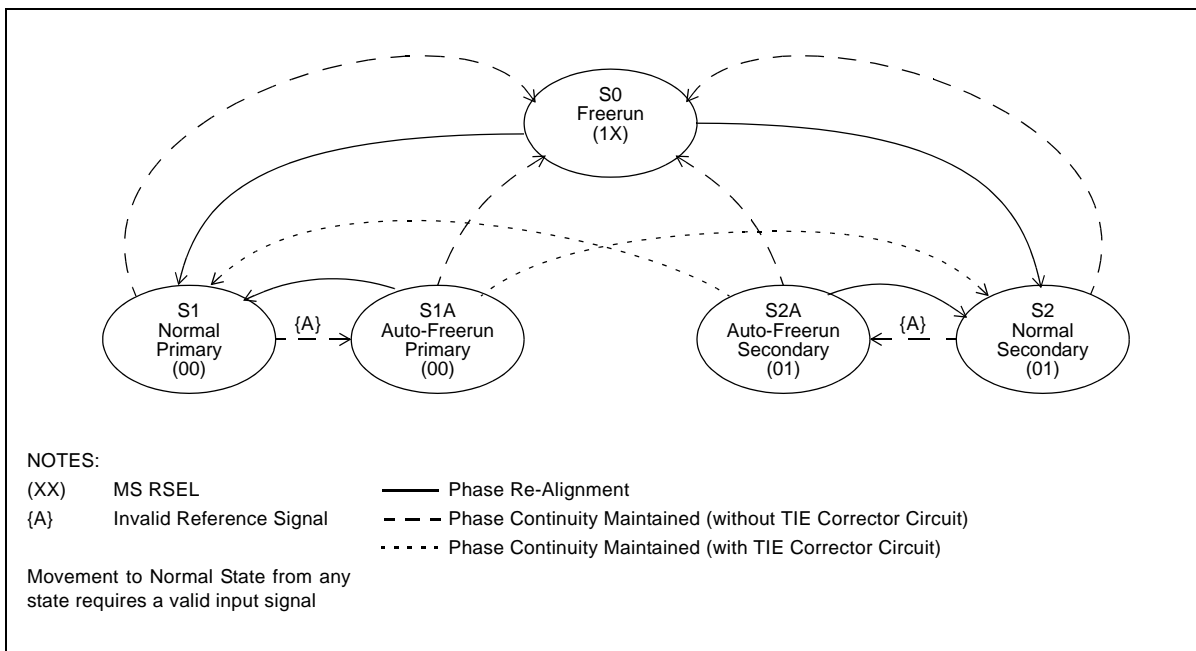 S0
Freerun
(1X)
S1
Normal
Primary
(00)
{A}
S1A
Auto-Freerun
Primary
(00)
S2A
Auto-Freerun
Secondary
(01)
{A}
S2
Normal
Secondary
(01)
NOTES:
(XX) MS RSEL
{A} Invalid Reference Signal
Movement to Normal State from any
state requires a valid input signal
Phase Re-Alignment
Phase Continuity Maintained (without TIE Corrector Circuit)
Phase Continuity Maintained (with TIE Corrector Circuit)